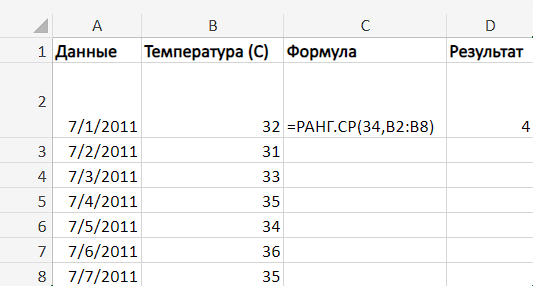 A B C D
1 Данные Температура (C) Формула Результат
2 7/1/2011 32 =РАНГ.СР(34,B2:B8) 4
3 7/2/2011 31
4 7/3/2011 33
5 7/4/2011 35
6 7/5/2011 34
7 7/6/2011 36
8 7/7/2011 35